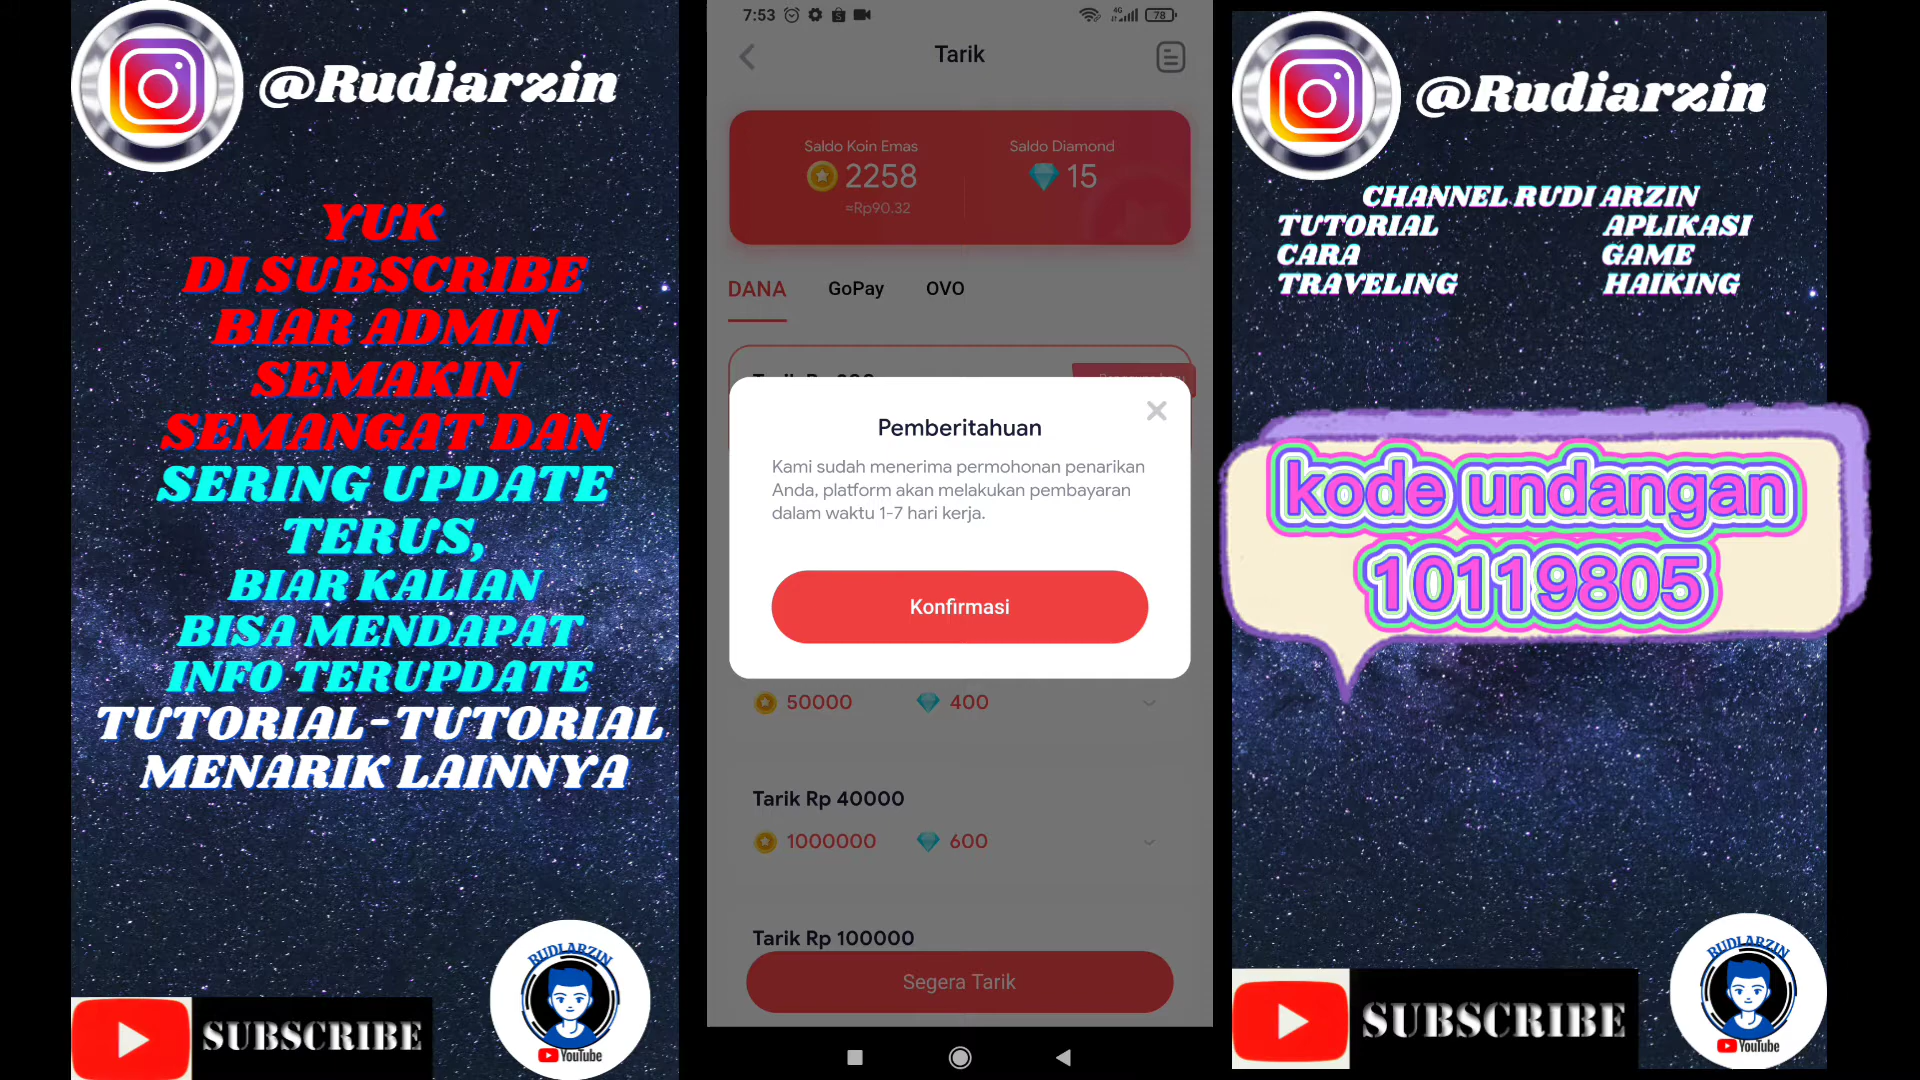 @Rudiarzin
YUK
DI SUBSCRIBE
BIAR ADMIN
SEMAKIN
SEMANGAT DAN
SERING UPDATE
TERUS,
BIAR KALIAN
BISA MENDAPAT
INFO TERUPDATE
TUTORIAL-TUTORIAL
MENARIK LAINNYA
SUBSCRIBE
RUDI ARZIN
YouTube
7:53
4G
78
Tarik
Saldo Koin Emas
2258
≈Rp90.32
Saldo Diamond
15
DANA GoPay OVO
Pemberitahuan
Kami sudah menerima permohonan penarikan
Anda, platform akan melakukan pembayaran
dalam waktu 1-7 hari kerja.
Konfirmasi
50000 400
Tarik Rp 40000
1000000 600
Tarik Rp 100000
Segera Tarik
@Rudiarzin
CHANNEL RUDI ARZIN
TUTORIAL APLIKASI
CARA GAME
TRAVELING HAIKING
kode undangan
10119805
SUBSCRIBE
RUDI ARZIN
YouTube